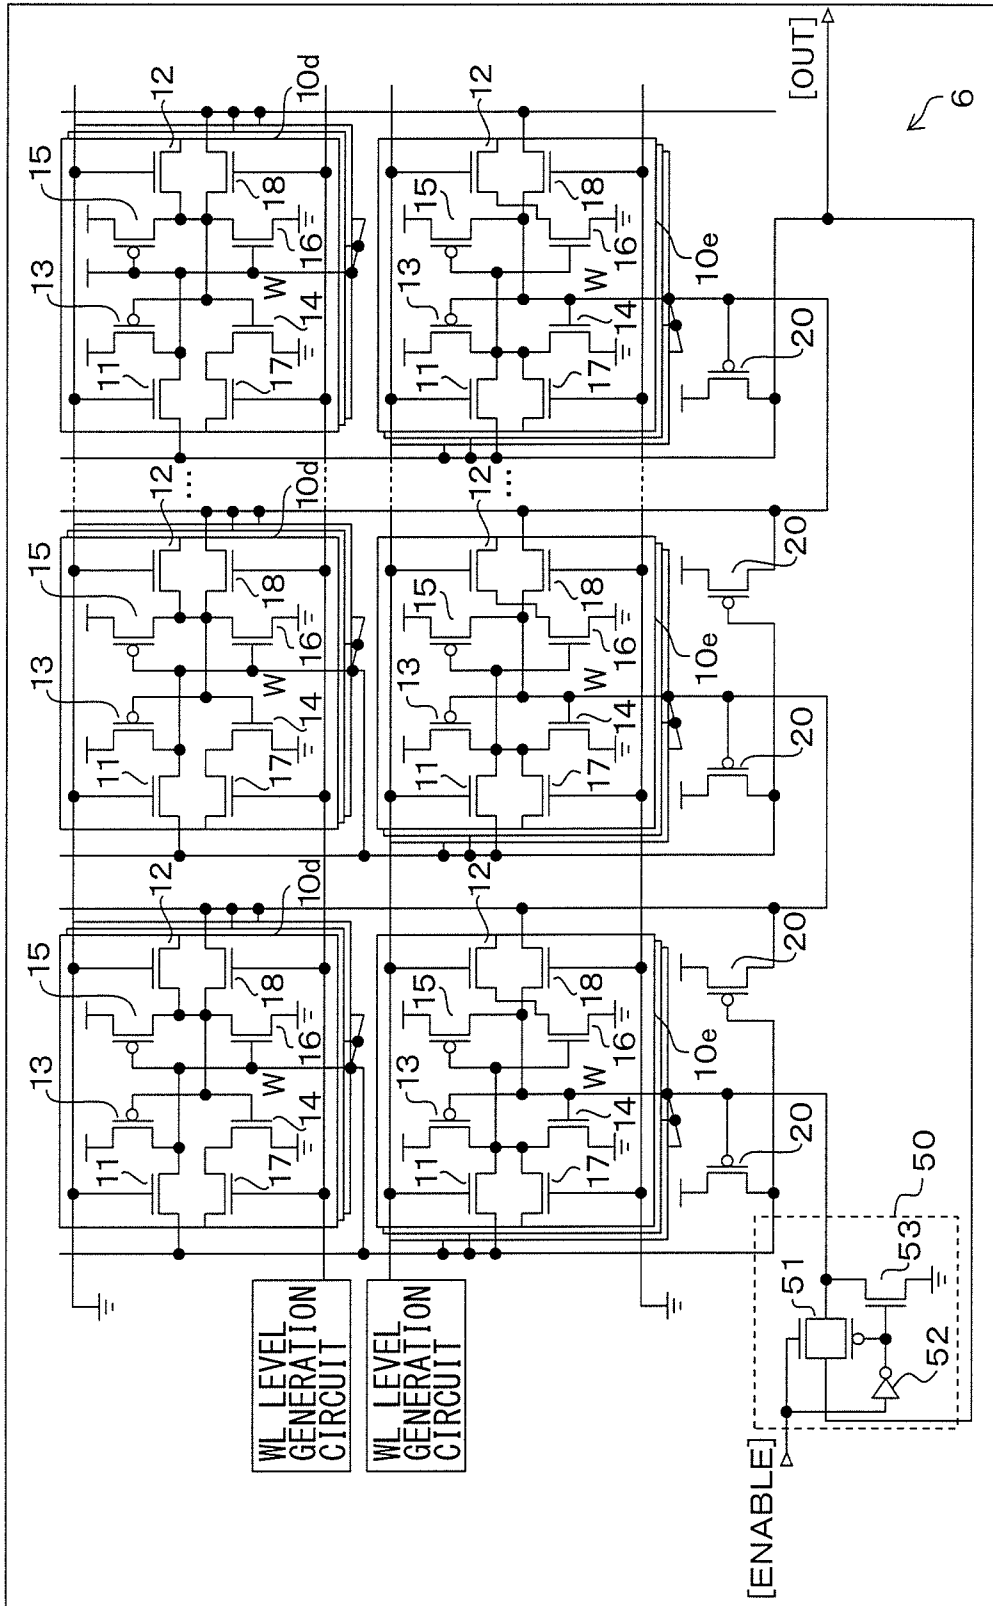 13 15 13 15 13 15
11 12 11 12 11 12
... 
17 W 18 17 W 18 17 W 18
14 16 10d 14 16 10d 14 16 10d
WL LEVEL
GENERATION
CIRCUIT
WL LEVEL
GENERATION
CIRCUIT
13 15 12 13 15 12 13 15 12
11 11 11
...
17 W 18 17 W 18 17 W 18
14 16 14 16 14 16
10e 10e 10e
20 20 20 20 20
[ENABLE]
51
50
53
52
[OUT]
6